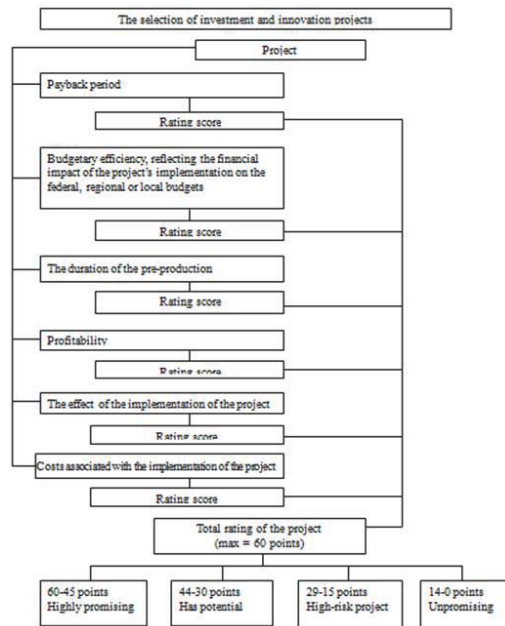 The selection of investment and innovation projects
Project
Payback period
Rating score
Budgetary efficiency, reflecting the financial
impact of the project's implementation on the
federal, regional or local budgets
Rating score
The duration of the pre-production
Rating score
Profitability
Rating score
The effect of the implementation of the project
Rating score
Costs associated with the implementation of the project
Rating score
Total rating of the project
(max = 60 points)
60-45 points
Highly promising
44-30 points
Has potential
29-15 points
High-risk project
14-0 points
Unpromising